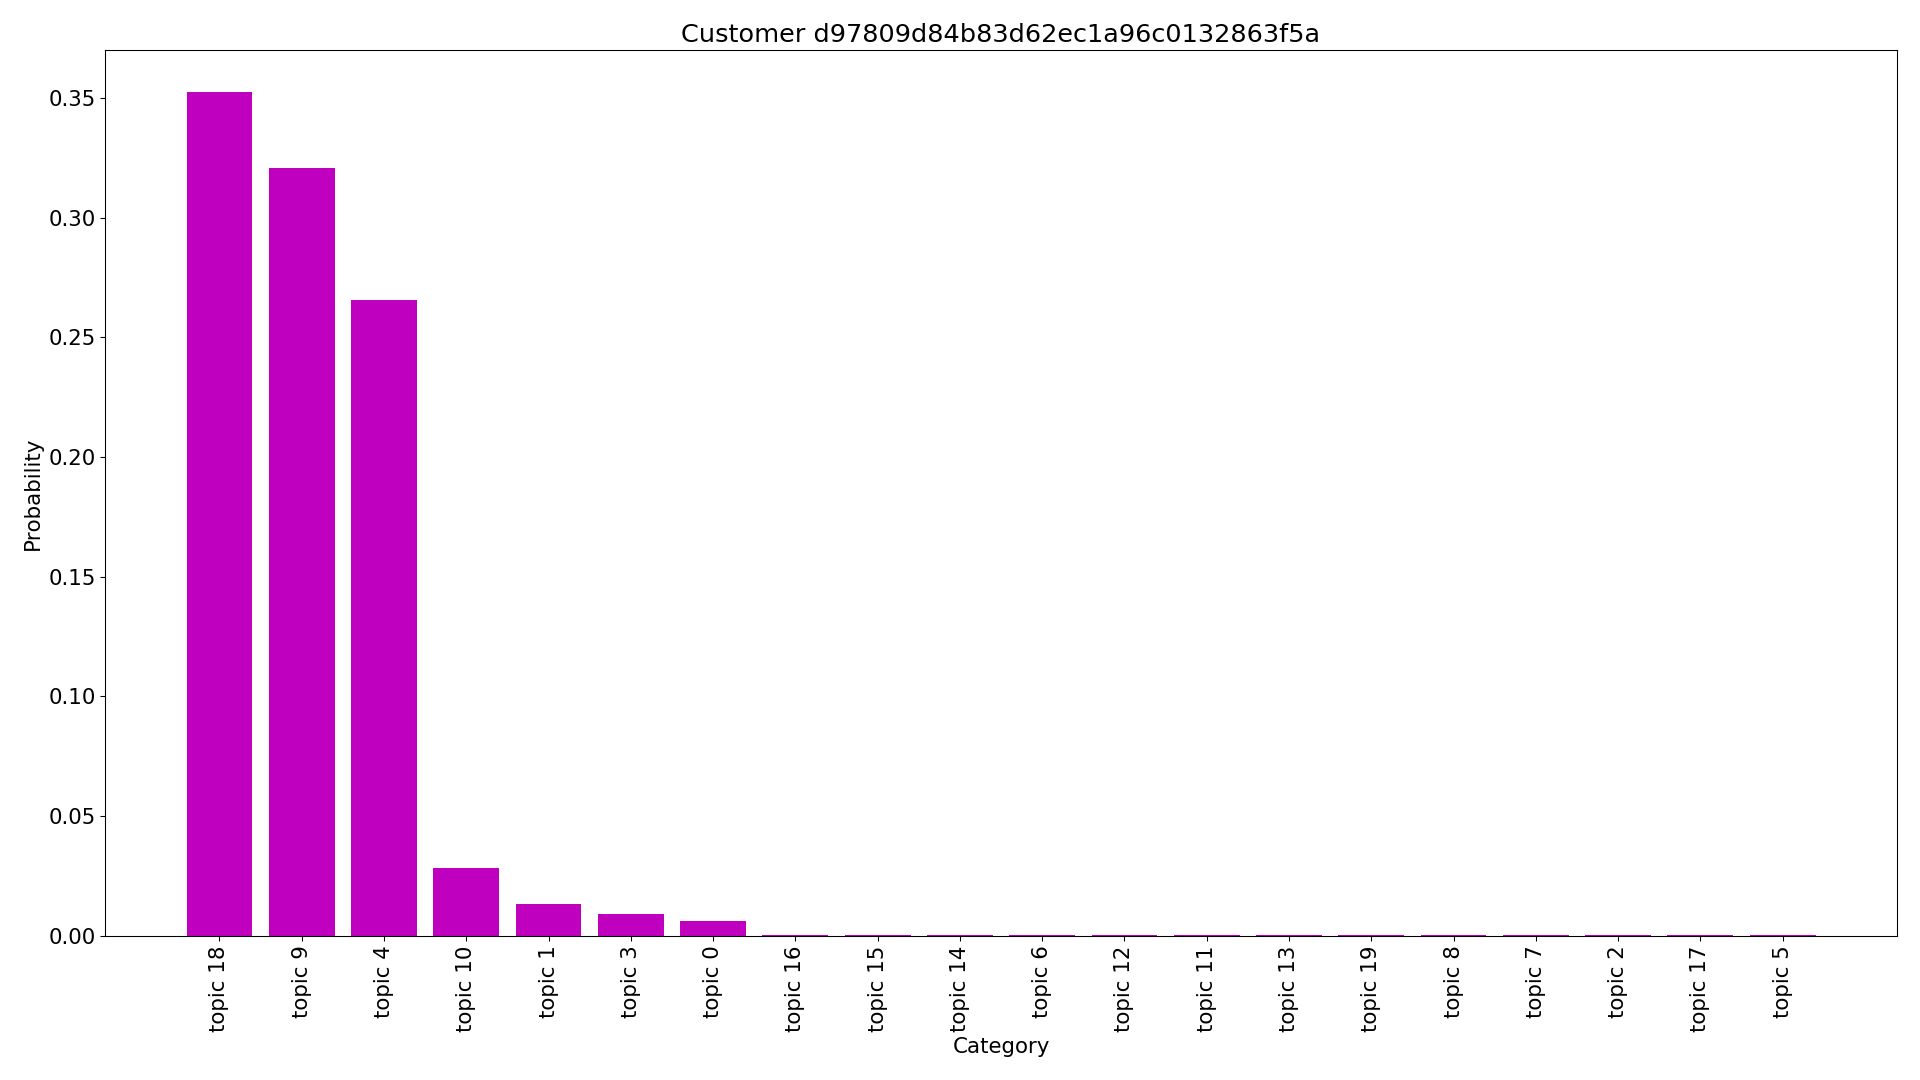 Customer d97809d84b83d62ec1a96c0132863f5a
Probability
0.35
0.30
0.25
0.20
0.15
0.10
0.05
0.00
topic 18
topic 9
topic 4
topic 10
topic 1
topic 3
topic 0
topic 16
topic 15
topic 14
topic 6
topic 12
topic 11
topic 13
topic 19
topic 8
topic 7
topic 2
topic 17
topic 5
Category